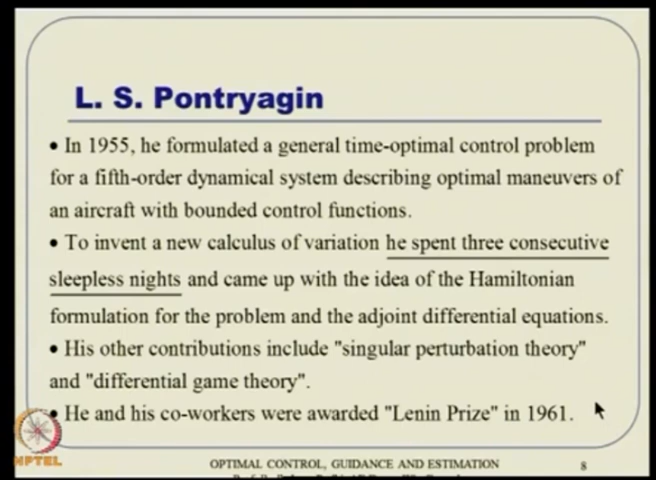 L. S. Pontryagin
• In 1955, he formulated a general time-optimal control problem
for a fifth-order dynamical system describing optimal maneuvers of
an aircraft with bounded control functions.
• To invent a new calculus of variation he spent three consecutive
sleepless nights and came up with the idea of the Hamiltonian
formulation for the problem and the adjoint differential equations.
• His other contributions include "singular perturbation theory"
and "differential game theory".
• He and his co-workers were awarded "Lenin Prize" in 1961.
NPTEL
OPTIMAL CONTROL, GUIDANCE AND ESTIMATION
8